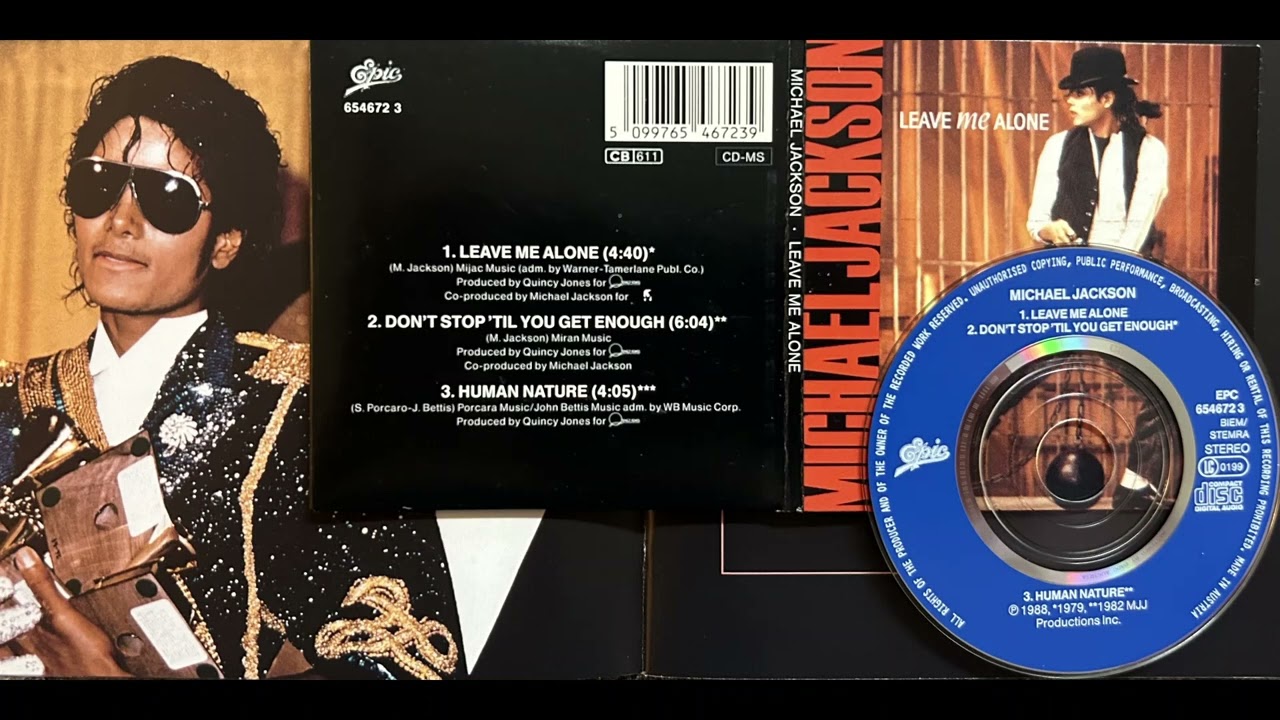 Epic
654672 3
5 099765 467239
CB 611
CD-MS
1. LEAVE ME ALONE (4:40)*
(M. Jackson) Mijac Music (adm. by Warner-Tamerlane Publ. Co.)
Produced by Quincy Jones for
Co-produced by Michael Jackson for
2. DON'T STOP 'TIL YOU GET ENOUGH (6:04)**
(M. Jackson) Miran Music
Produced by Quincy Jones for
Co-produced by Michael Jackson
3. HUMAN NATURE (4:05)***
(S. Porcaro-J. Bettis) Porcara Music/John Bettis Music adm. by WB Music Corp.
Produced by Quincy Jones for
MICHAEL JACKSON · LEAVE ME ALONE
MICHAEL JACKSON
LEAVE me ALONE
ALL RIGHTS OF THE PRODUCER AND OF THE OWNER OF THE RECORDED WORK RESERVED. UNAUTHORISED COPYING, PUBLIC PERFORMANCE, BROADCASTING, HIRING OR RENTAL OF THIS RECORDING PROHIBITED. MADE IN AUSTRIA
MICHAEL JACKSON
1. LEAVE ME ALONE
2. DON'T STOP 'TIL YOU GET ENOUGH*
Epic
EPC
654672 3
BIEM/
STEMRA
STEREO
LC 0199
COMPACT
disc
DIGITAL AUDIO
3. HUMAN NATURE**
℗ 1988, *1979, **1982 MJJ
Productions Inc.